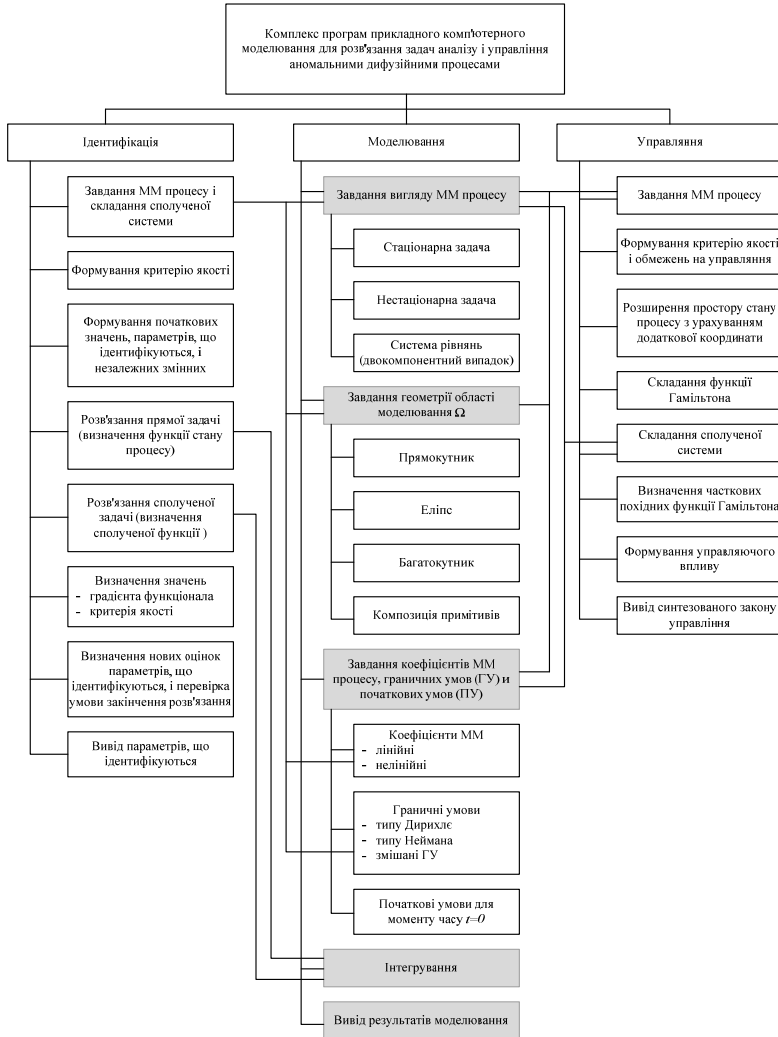 Комплекс програм прикладного комп'ютерного
моделювання для розв'язання задач аналізу і управління
аномальними дифузійними процесами
Ідентифікація
Завдання ММ процесу і
складання сполученої
системи
Формування критерію якості
Формування початкових
значень, параметрів, що
ідентифікуються, і
незалежних змінних
Розв'язання прямої задачі
(визначення функції стану
процесу)
Розв'язання сполученої
задачі (визначення
сполученої функції )
Визначення значень
- градієнта функціонала
- критерія якості
Визначення нових оцінок
параметрів, що
ідентифікуються, і перевірка
умови закінчення розв'язання
Вивід параметрів, що
ідентифікуються
Моделювання
Завдання вигляду ММ процесу
Стаціонарна задача
Нестаціонарна задача
Система рівнянь
(двокомпонентний випадок)
Завдання геометрії області
моделювання Ω
Прямокутник
Еліпс
Багатокутник
Композиція примітивів
Завдання коефіцієнтів ММ
процесу, граничних умов (ГУ) и
початкових умов (ПУ)
Коефіцієнти ММ
- лінійні
- нелінійні
Граничні умови
- типу Дирихлє
- типу Неймана
- змішані ГУ
Початкові умови для
моменту часу t=0
Інтегрування
Вивід результатів моделювання
Управління
Завдання ММ процесу
Формування критерію якості
і обмежень на управління
Розширення простору стану
процесу з урахуванням
додаткової координати
Складання функції
Гамільтона
Складання сполученої
системи
Визначення часткових
похідних функції Гамільтона
Формування управляючого
впливу
Вивід синтезованого закону
управління